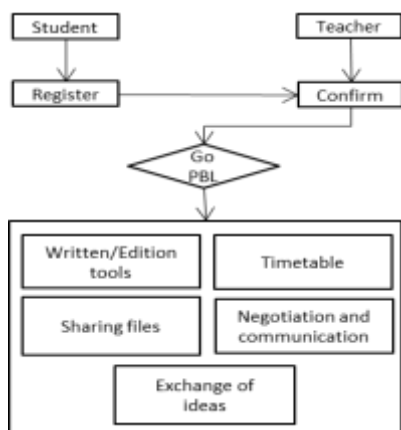 Student
Teacher
Register
Confirm
Go
PBL
Written/Edition
tools
Timetable
Sharing files
Negotiation and
communication
Exchange of
ideas